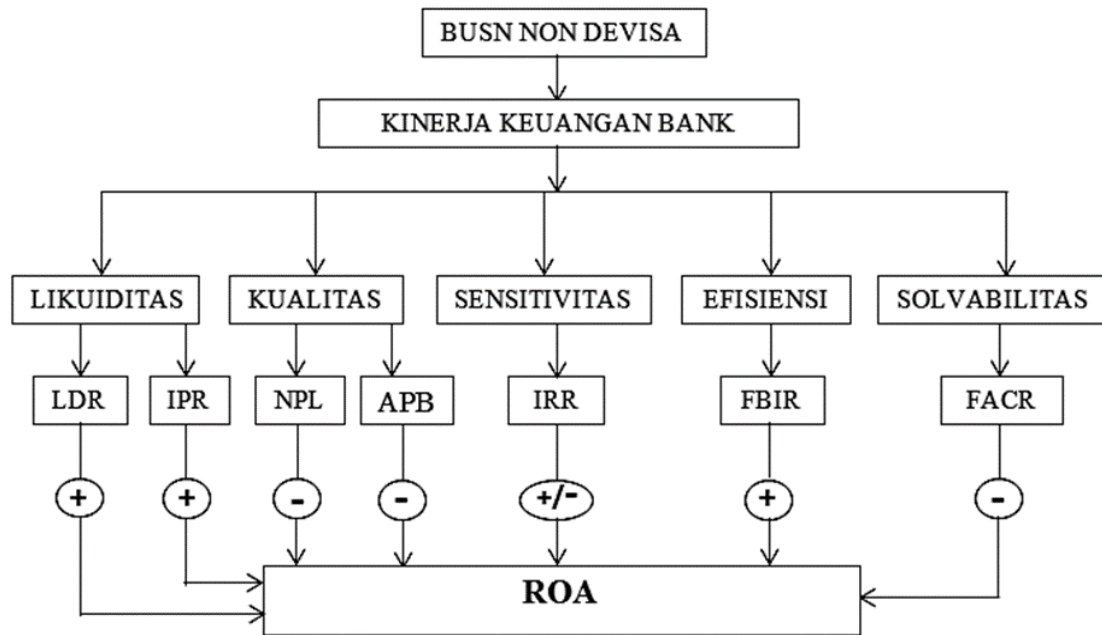 BUSN NON DEVISA
KINERJA KEUANGAN BANK
LIKUIDITAS
KUALITAS
SENSITIVITAS
EFISIENSI
SOLVABILITAS
LDR
IPR
NPL
APB
IRR
FBIR
FACR
+
+
-
-
+/-
+
-
ROA